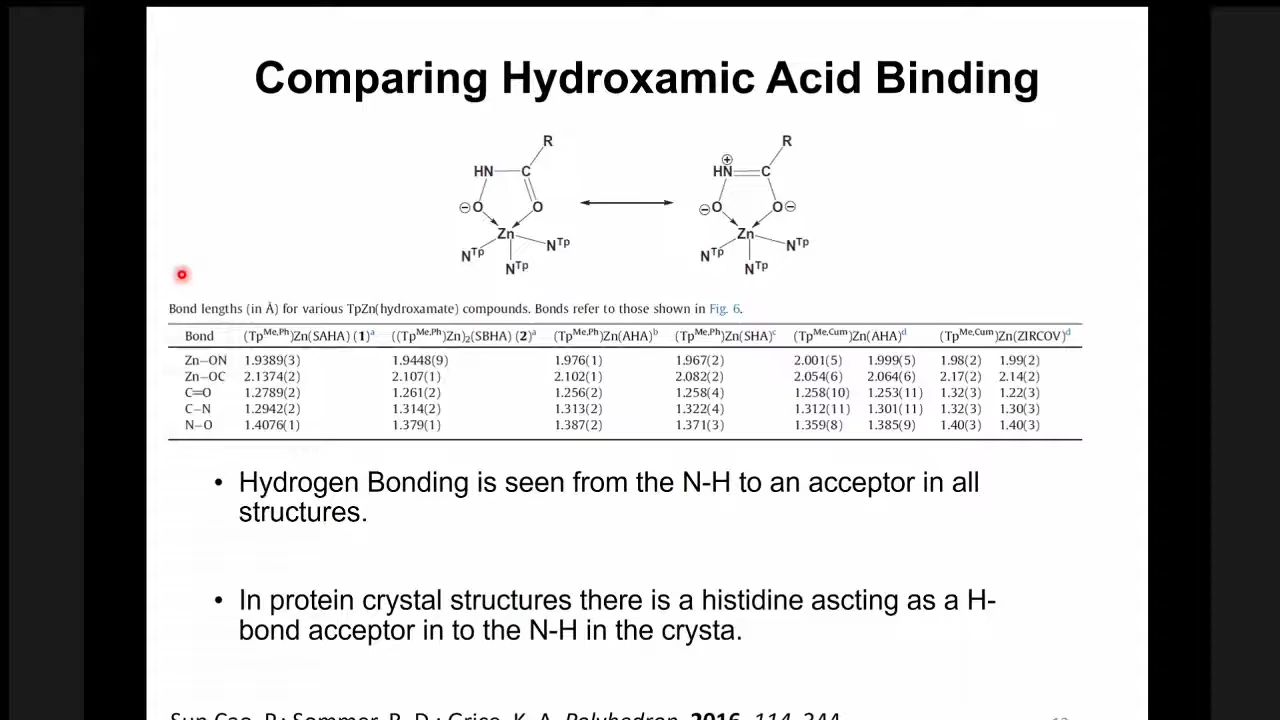 Comparing Hydroxamic Acid Binding
R R
HN C HN C
⊕
⊖O O ⊖O O⊖
Zn Zn
N^Tp N^Tp N^Tp N^Tp
N^Tp N^Tp
Bond lengths (in Å) for various TpZn(hydroxamate) compounds. Bonds refer to those shown in Fig. 6.
Bond (Tp^Me,Ph)Zn(SAHA) (1)^a ((Tp^Me,Ph)Zn)₂(SBHA) (2)^a (Tp^Me,Ph)Zn(AHA)^b (Tp^Me,Ph)Zn(SHA)^c (Tp^Me,Cum)Zn(AHA)^d (Tp^Me,Cum)Zn(ZIRCOV)^d
Zn–ON 1.9389(3) 1.9448(9) 1.976(1) 1.967(2) 2.001(5) 1.999(5) 1.98(2) 1.99(2)
Zn–OC 2.1374(2) 2.107(1) 2.102(1) 2.082(2) 2.054(6) 2.064(6) 2.17(2) 2.14(2)
C=O 1.2789(2) 1.261(2) 1.256(2) 1.258(4) 1.258(10) 1.253(11) 1.32(3) 1.22(3)
C–N 1.2942(2) 1.314(2) 1.313(2) 1.322(4) 1.312(11) 1.301(11) 1.32(3) 1.30(3)
N–O 1.4076(1) 1.379(1) 1.387(2) 1.371(3) 1.359(8) 1.385(9) 1.40(3) 1.40(3)
• Hydrogen Bonding is seen from the N-H to an acceptor in all
structures.
• In protein crystal structures there is a histidine ascting as a H-
bond acceptor in to the N-H in the crysta.
R.; Sommer, R. D.; Grice, K. A. Polyhedron, 2016, 114, 244